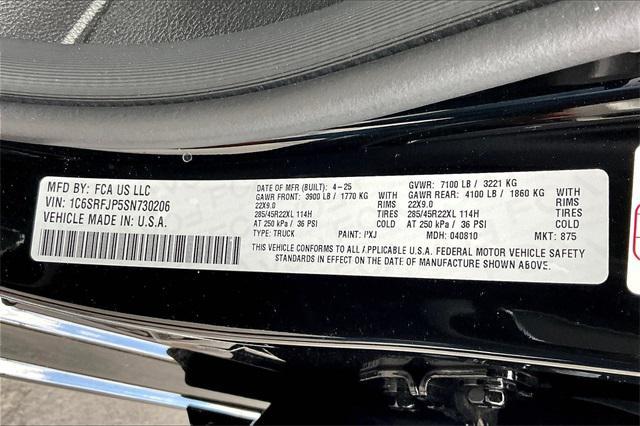 MFD BY: FCA US LLC
VIN: 1C6SRFJP5SN730206
VEHICLE MADE IN U.S.A.
DATE OF MFR (BUILT): 4-25 GVWR: 7100 LB / 3221 KG
GAWR FRONT: 3900 LB / 1770 KG WITH GAWR REAR: 4100 LB / 1860 KG WITH
22X9.0 RIMS 22X9.0 RIMS
285/45R22XL 114H TIRES 285/45R22XL 114H TIRES
AT 250 kPa / 36 PSI COLD AT 250 kPa / 36 PSI COLD
TYPE: TRUCK PAINT: PXJ MDH: 040810 MKT: 875
THIS VEHICLE CONFORMS TO ALL APPLICABLE U.S.A. FEDERAL MOTOR VEHICLE SAFETY
STANDARDS IN EFFECT ON THE DATE OF MANUFACTURE SHOWN ABOVE.